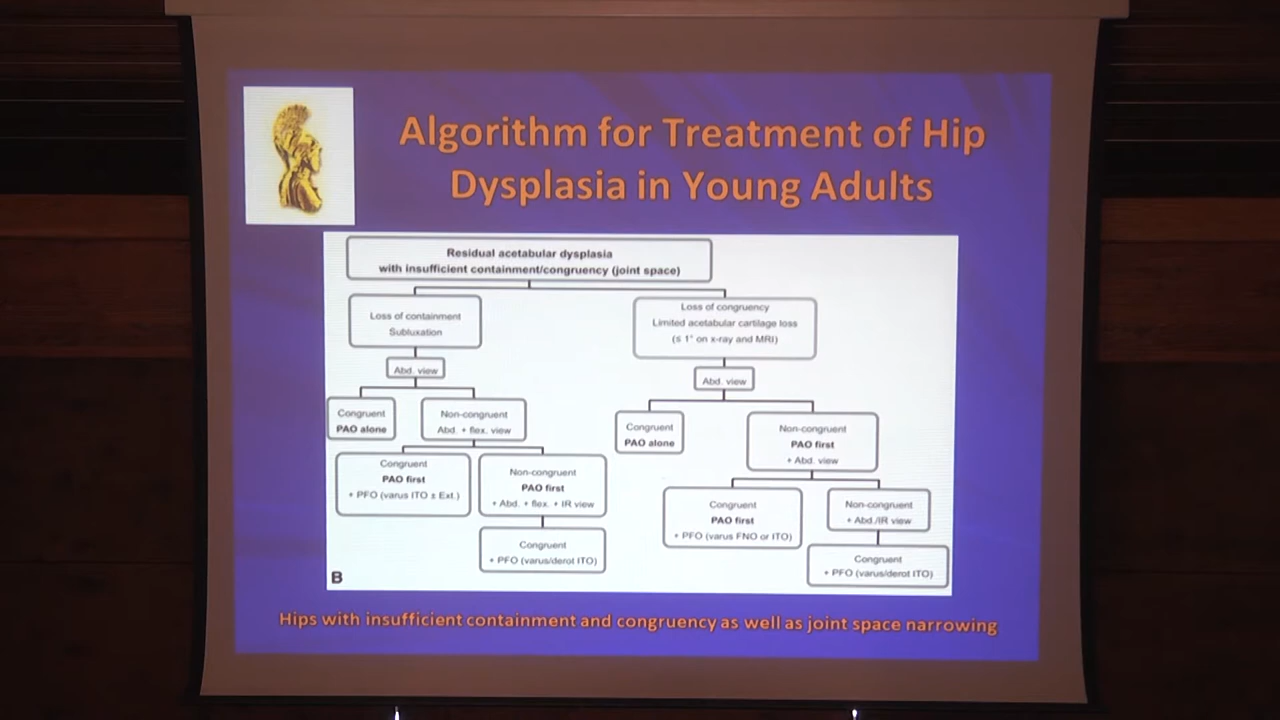 Algorithm for Treatment of Hip
Dysplasia in Young Adults
Residual acetabular dysplasia
with insufficient containment/congruency (joint space)
Loss of containment
Subluxation
Loss of congruency
Limited acetabular cartilage loss
(≤ 1° on x-ray and MRI)
Abd. view
Abd. view
Congruent
PAO alone
Non-congruent
Abd. + flex. view
Congruent
PAO alone
Non-congruent
PAO first
+ Abd. view
Congruent
PAO first
+ PFO (varus ITO ± Ext.)
Non-congruent
PAO first
+ Abd. + flex. + IR view
Congruent
PAO first
+ PFO (varus FNO or ITO)
Non-congruent
+ Abd./IR view
Congruent
+ PFO (varus/derot ITO)
Congruent
+ PFO (varus/derot ITO)
B
Hips with insufficient containment and congruency as well as joint space narrowing